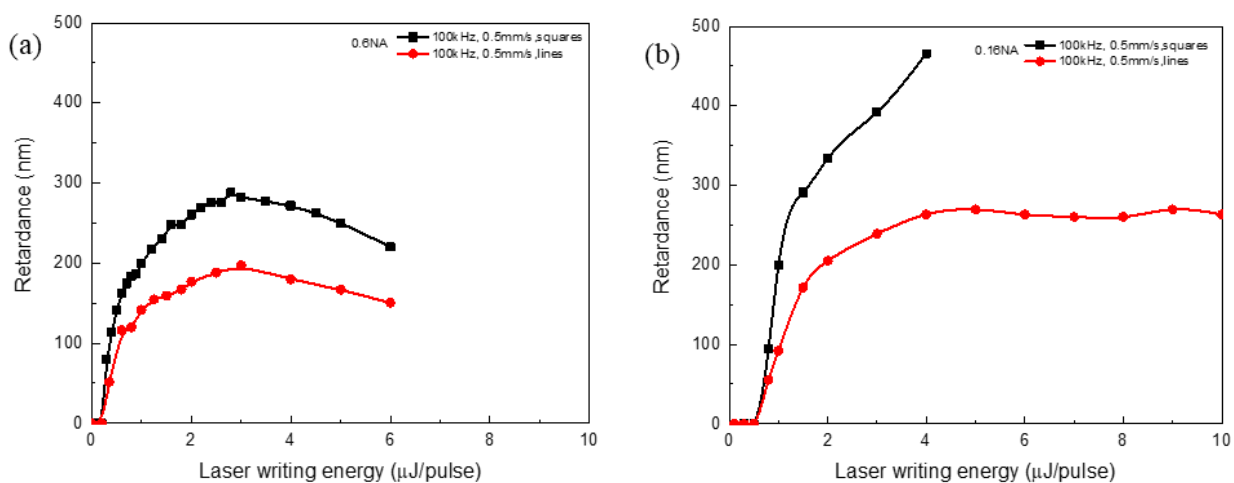 (a)
500
400
300
200
100
0
Retardance (nm)
0.6NA
100kHz, 0.5mm/s,squares
100kHz, 0.5mm/s,lines
0 2 4 6 8 10
Laser writing energy (μJ/pulse)
(b)
500
400
300
200
100
0
Retardance (nm)
0.16NA
100kHz, 0.5mm/s,squares
100kHz, 0.5mm/s,lines
0 2 4 6 8 10
Laser writing energy (μJ/pulse)